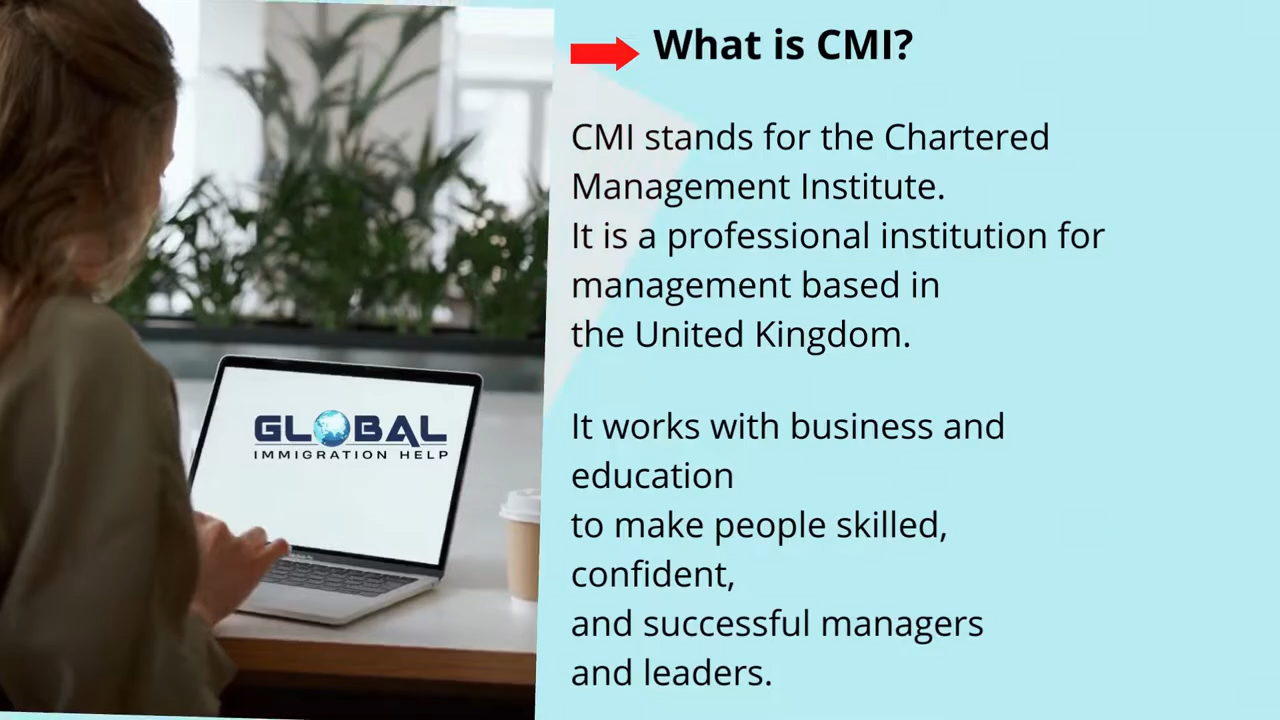 What is CMI?
CMI stands for the Chartered
Management Institute.
It is a professional institution for
management based in
the United Kingdom.
It works with business and
education
to make people skilled,
confident,
and successful managers
and leaders.
GLOBAL
IMMIGRATION HELP